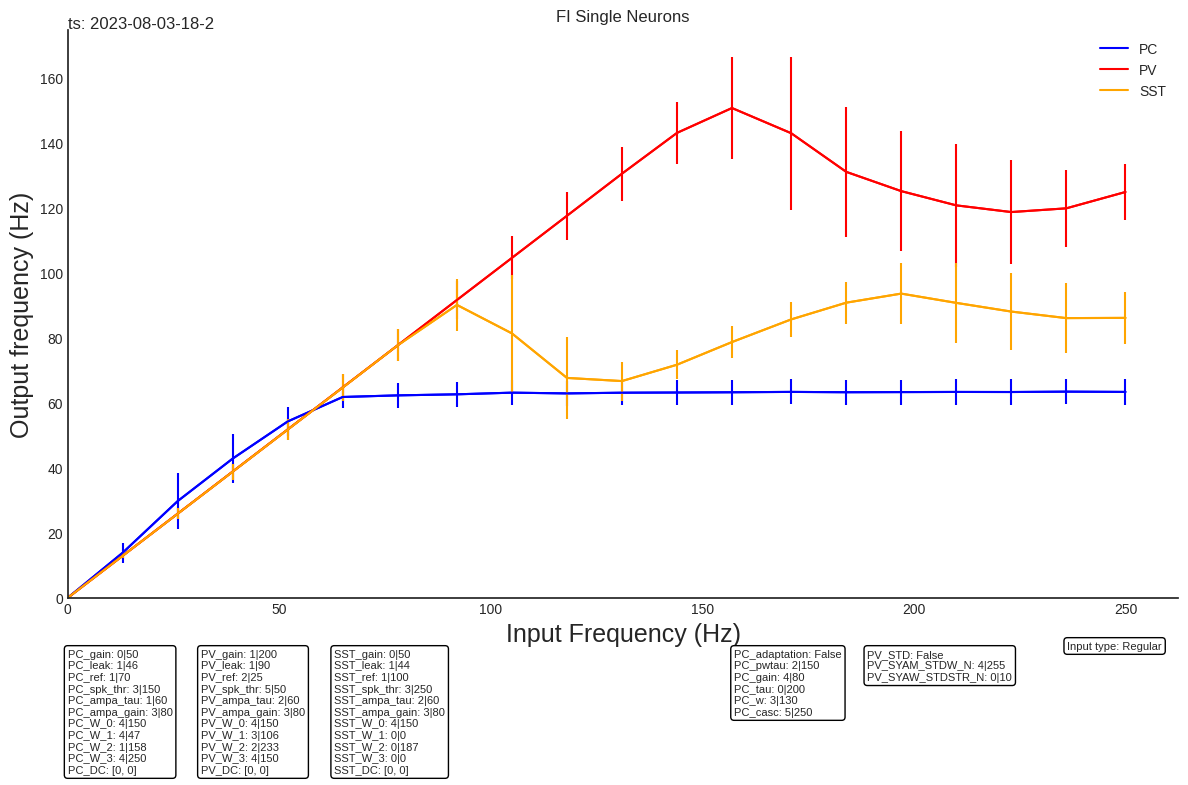 FI Single Neurons
ts: 2023-08-03-18-2
PC
PV
SST
160
140
120
100
80
60
40
20
0
Output frequency (Hz)
0 50 100 150 200 250
Input Frequency (Hz)
PC_gain: 0|50
PC_leak: 1|46
PC_ref: 1|70
PC_spk_thr: 3|150
PC_ampa_tau: 1|60
PC_ampa_gain: 3|80
PC_W_0: 4|150
PC_W_1: 4|47
PC_W_2: 1|158
PC_W_3: 4|250
PC_DC: [0, 0]
PV_gain: 1|200
PV_leak: 1|90
PV_ref: 2|25
PV_spk_thr: 5|50
PV_ampa_tau: 2|60
PV_ampa_gain: 3|80
PV_W_0: 4|150
PV_W_1: 3|106
PV_W_2: 2|233
PV_W_3: 4|150
PV_DC: [0, 0]
SST_gain: 0|50
SST_leak: 1|44
SST_ref: 1|100
SST_spk_thr: 3|250
SST_ampa_tau: 2|60
SST_ampa_gain: 3|80
SST_W_0: 4|150
SST_W_1: 0|0
SST_W_2: 0|187
SST_W_3: 0|0
SST_DC: [0, 0]
PC_adaptation: False
PC_pwtau: 2|150
PC_gain: 4|80
PC_tau: 0|200
PC_w: 3|130
PC_casc: 5|250
PV_STD: False
PV_SYAM_STDW_N: 4|255
PV_SYAW_STDSTR_N: 0|10
Input type: Regular